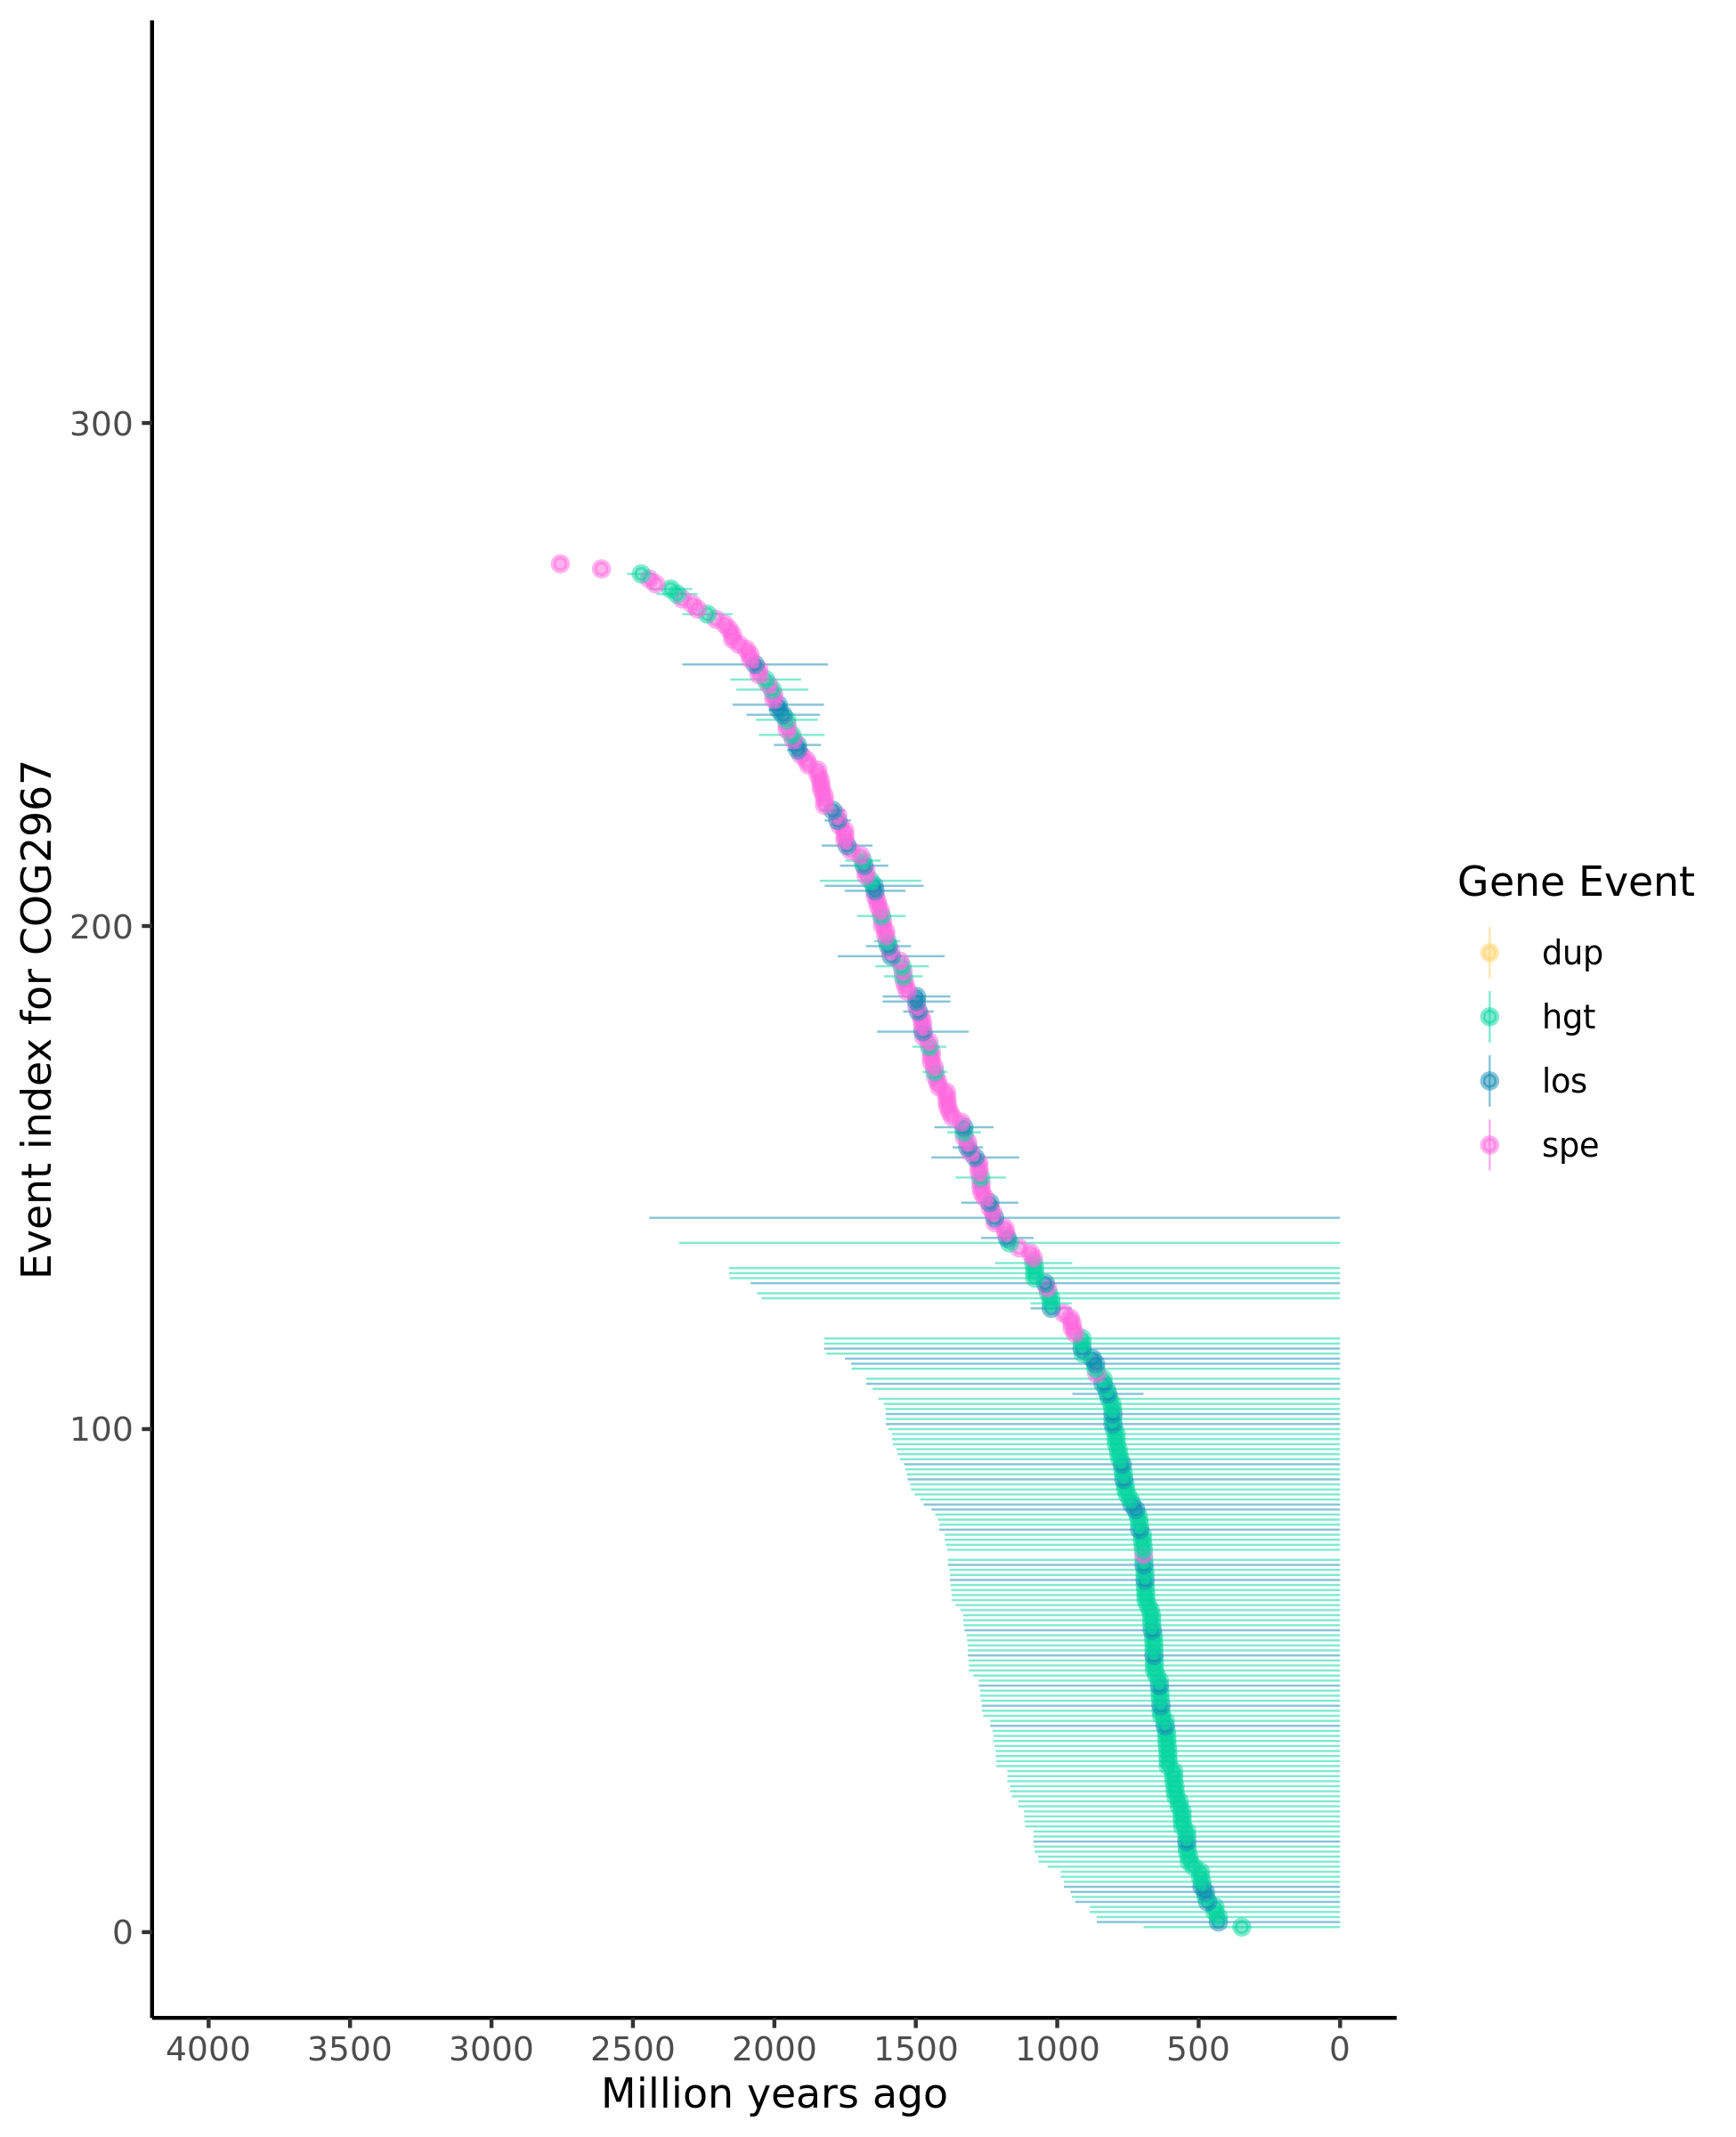 Event index for COG2967
300
200
100
0
4000 3500 3000 2500 2000 1500 1000 500 0
Million years ago
Gene Event
dup
hgt
los
spe